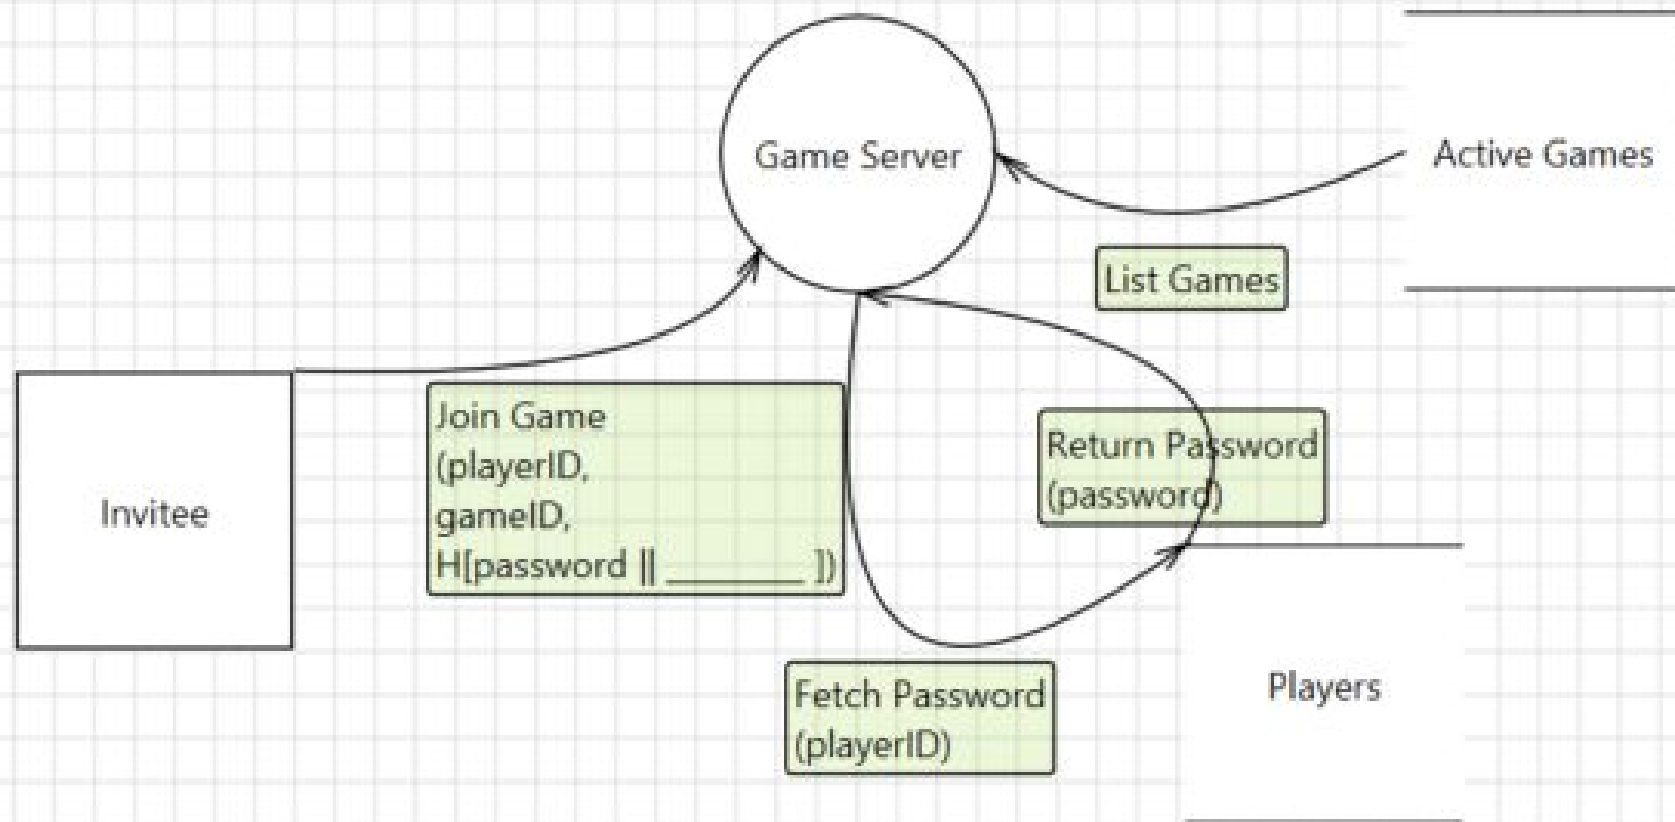 Game Server
Active Games
List Games
Join Game
(playerID,
gameID,
H[password || ________ ])
Return Password
(password)
Invitee
Fetch Password
(playerID)
Players